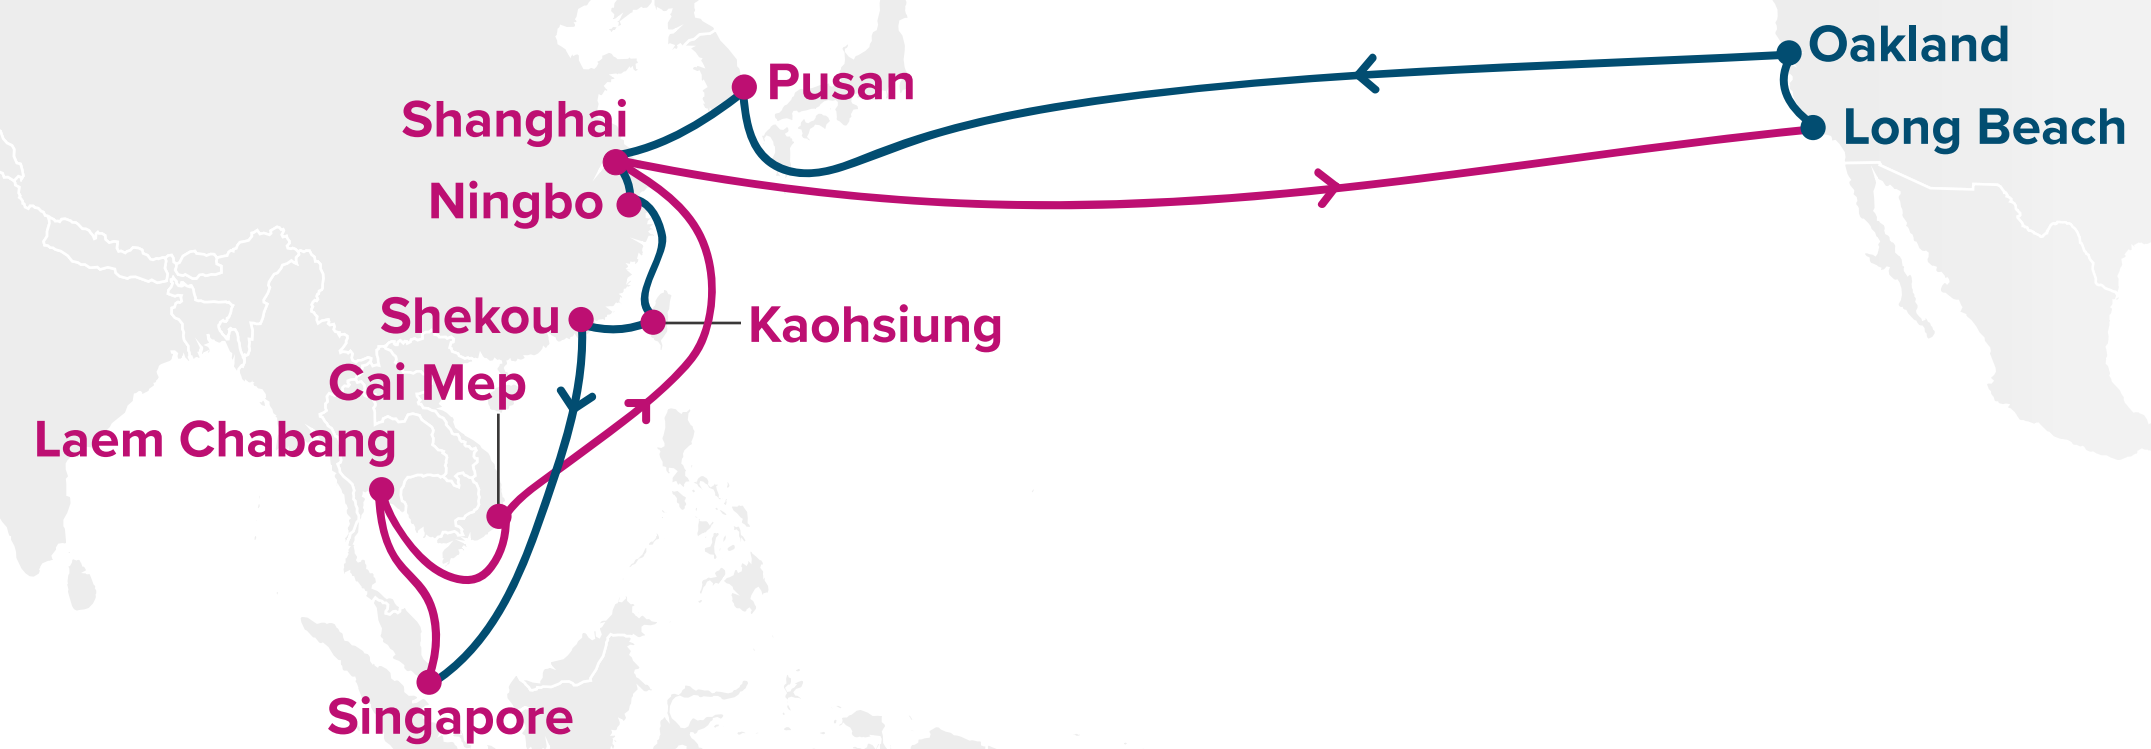 Oakland
Pusan
Shanghai
Long Beach
Ningbo
Shekou
Kaohsiung
Cai Mep
Laem Chabang
Singapore